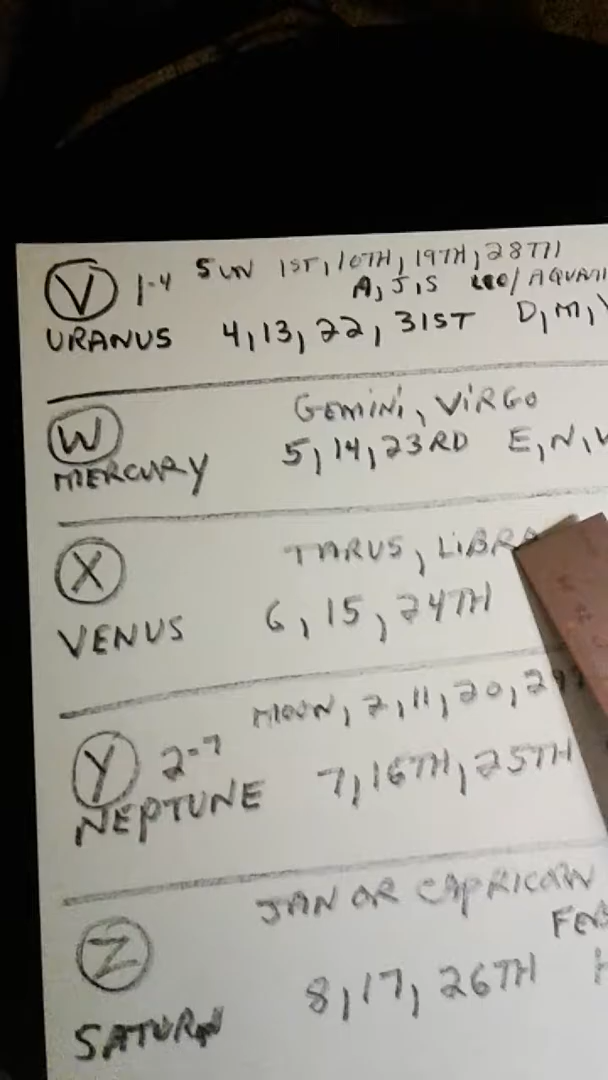 V 1-4 SUN 1ST, 10TH, 19TH, 28TH
A, J, S LEO/AQUARI
URANUS 4, 13, 22, 31ST D, M,
GEMINI, VIRGO
W
MERCURY 5, 14, 23RD E, N,
TARUS, LIBRA
X
VENUS 6, 15, 24TH
MOON, 2, 11, 20, 29
Y 2-7
NEPTUNE 7, 16TH, 25TH
JAN OR CAPRICORN
Z FEB
SATURN 8, 17, 26TH H